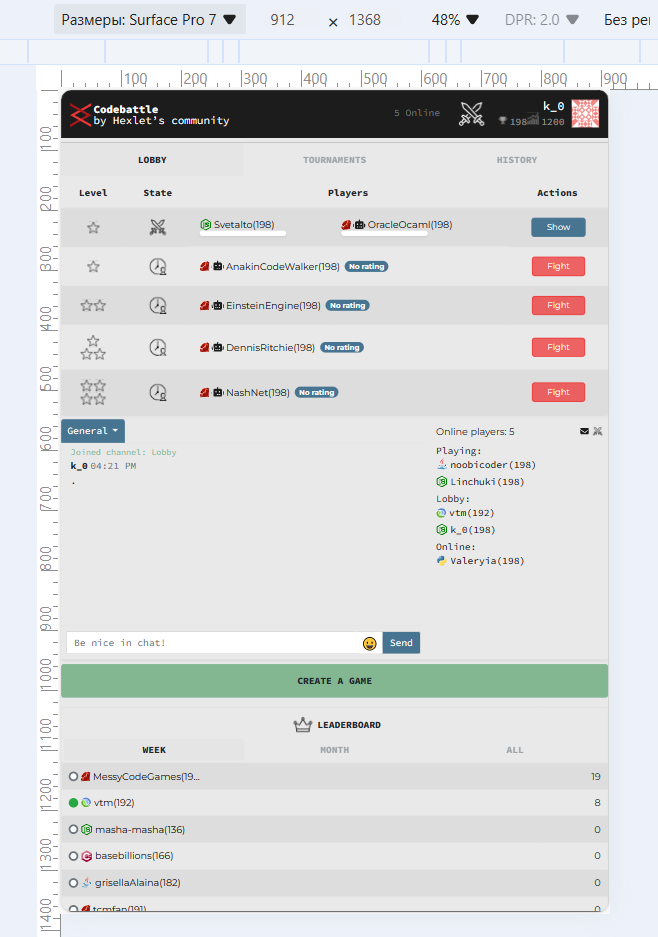 Размеры: Surface Pro 7 ▼ 912 × 1368 48% ▼ DPR: 2.0 ▼ Без рег
100 200 300 400 500 600 700 800 900
Codebattle
by Hexlet's community
5 Online
k_0
198 1200
LOBBY TOURNAMENTS HISTORY
Level State Players Actions
Svetalto(198) OracleOcaml(198) Show
AnakinCodeWalker(198) No rating Fight
EinsteinEngine(198) No rating Fight
DennisRitchie(198) No rating Fight
NashNet(198) No rating Fight
General
Joined channel: Lobby
k_0 04:21 PM
.
Online players: 5
Playing:
noobicoder(198)
Linchuki(198)
Lobby:
vtm(192)
k_0(198)
Online:
Valeryia(198)
Be nice in chat!
Send
CREATE A GAME
LEADERBOARD
WEEK MONTH ALL
MessyCodeGames(19... 19
vtm(192) 8
masha-masha(136) 0
basebillions(166) 0
grisellaAlaina(182) 0
tcmfan(191) 0
100
200
300
400
500
600
700
800
900
1000
1100
1200
1300
1400